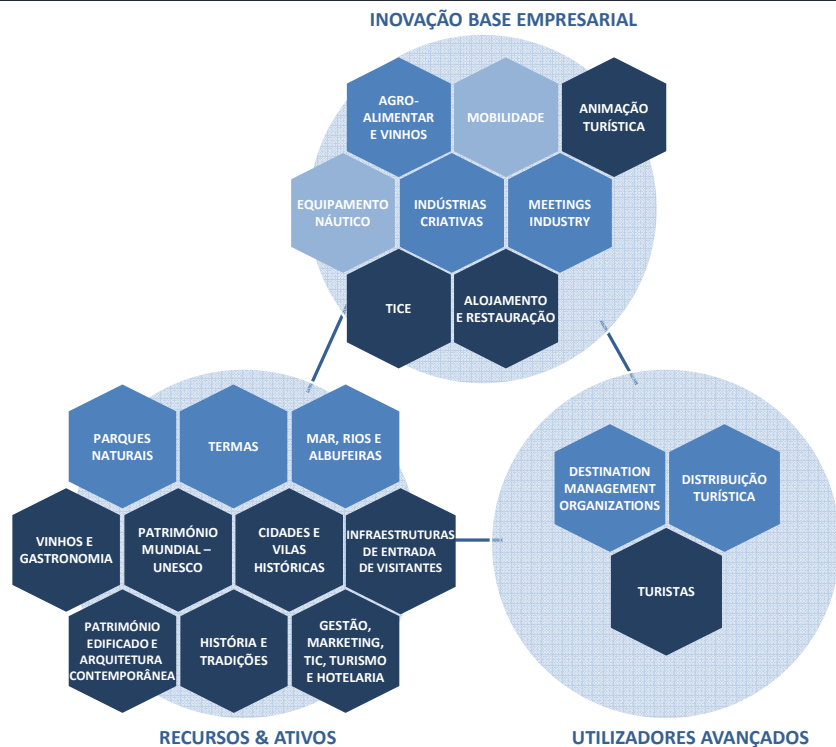 INOVAÇÃO BASE EMPRESARIAL
AGRO-
ALIMENTAR
E VINHOS
MOBILIDADE
ANIMAÇÃO
TURÍSTICA
EQUIPAMENTO
NÁUTICO
INDÚSTRIAS
CRIATIVAS
MEETINGS
INDUSTRY
TICE
ALOJAMENTO
E RESTAURAÇÃO
PARQUES
NATURAIS
TERMAS
MAR, RIOS E
ALBUFEIRAS
VINHOS E
GASTRONOMIA
PATRIMÓNIO
MUNDIAL –
UNESCO
CIDADES E
VILAS
HISTÓRICAS
INFRAESTRUTURAS
DE ENTRADA
DE VISITANTES
PATRIMÓNIO
EDIFICADO E
ARQUITETURA
CONTEMPORÂNEA
HISTÓRIA E
TRADIÇÕES
GESTÃO,
MARKETING,
TIC, TURISMO
E HOTELARIA
RECURSOS & ATIVOS
DESTINATION
MANAGEMENT
ORGANIZATIONS
DISTRIBUIÇÃO
TURÍSTICA
TURISTAS
UTILIZADORES AVANÇADOS